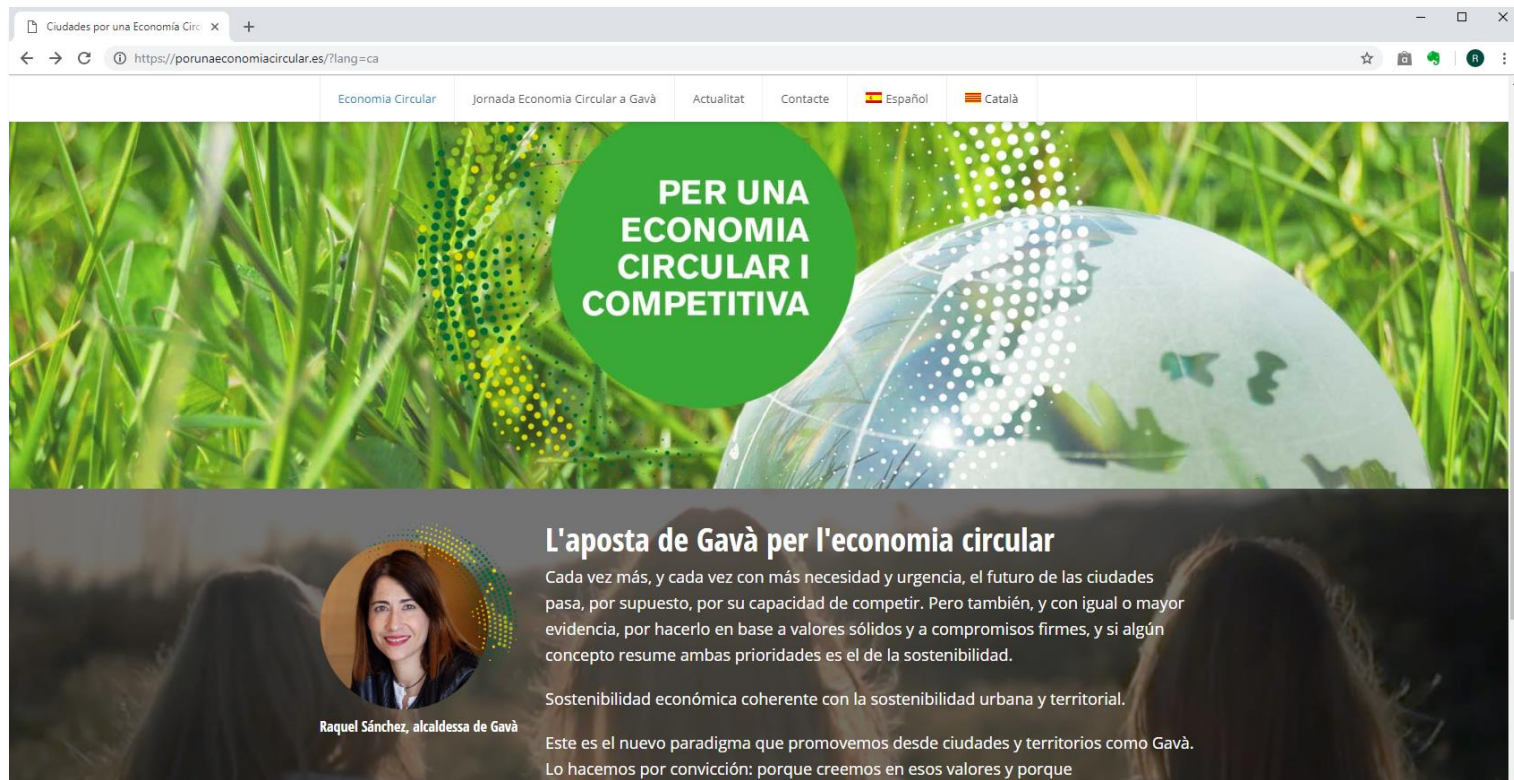 Ciudades por una Economía Circ
https://porunaeconomiacircular.es/?lang=ca
R
Economia Circular Jornada Economia Circular a Gavà Actualitat Contacte Español Català
PER UNA
ECONOMIA
CIRCULAR I
COMPETITIVA
L'aposta de Gavà per l'economia circular
Cada vez más, y cada vez con más necesidad y urgencia, el futuro de las ciudades
pasa, por supuesto, por su capacidad de competir. Pero también, y con igual o mayor
evidencia, por hacerlo en base a valores sólidos y a compromisos firmes, y si algún
concepto resume ambas prioridades es el de la sostenibilidad.
Sostenibilidad económica coherente con la sostenibilidad urbana y territorial.
Este es el nuevo paradigma que promovemos desde ciudades y territorios como Gavà.
Lo hacemos por convicción: porque creemos en esos valores y porque
Raquel Sánchez, alcaldessa de Gavà